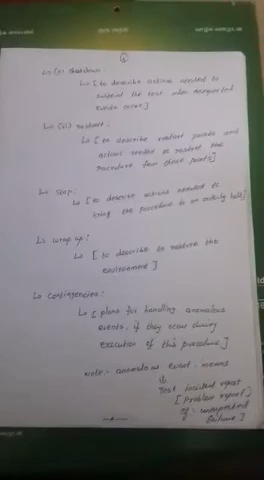 (v) shutdown:
↳ [to describe actions needed to
suspend the test when unexpected
events occur]
(vi) restart:
↳ [to describe restart points and
actions needed to restart the
procedure from those points]
↳ Stop:
↳ [to describe actions needed to
bring the procedure to an orderly halt]
↳ wrap up:
↳ [to describe to restore the
environment]
↳ Contingencies:
↳ [plans for handling anomalous
events, if they occur during
execution of this procedure]
Note:- anomalous event - means
↓
Test incident report
[Problem report]
of unexpected
failure]